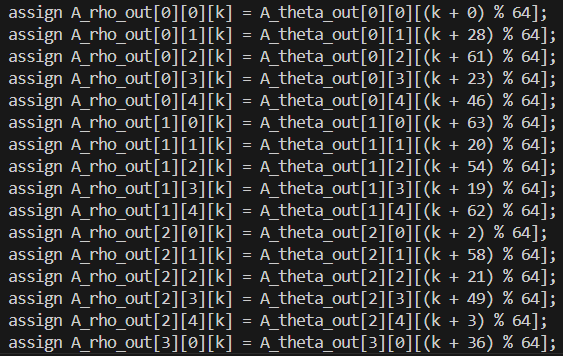 assign A_rho_out[0][0][k] = A_theta_out[0][0][(k + 0) % 64];
assign A_rho_out[0][1][k] = A_theta_out[0][1][(k + 28) % 64];
assign A_rho_out[0][2][k] = A_theta_out[0][2][(k + 61) % 64];
assign A_rho_out[0][3][k] = A_theta_out[0][3][(k + 23) % 64];
assign A_rho_out[0][4][k] = A_theta_out[0][4][(k + 46) % 64];
assign A_rho_out[1][0][k] = A_theta_out[1][0][(k + 63) % 64];
assign A_rho_out[1][1][k] = A_theta_out[1][1][(k + 20) % 64];
assign A_rho_out[1][2][k] = A_theta_out[1][2][(k + 54) % 64];
assign A_rho_out[1][3][k] = A_theta_out[1][3][(k + 19) % 64];
assign A_rho_out[1][4][k] = A_theta_out[1][4][(k + 62) % 64];
assign A_rho_out[2][0][k] = A_theta_out[2][0][(k + 2) % 64];
assign A_rho_out[2][1][k] = A_theta_out[2][1][(k + 58) % 64];
assign A_rho_out[2][2][k] = A_theta_out[2][2][(k + 21) % 64];
assign A_rho_out[2][3][k] = A_theta_out[2][3][(k + 49) % 64];
assign A_rho_out[2][4][k] = A_theta_out[2][4][(k + 3) % 64];
assign A_rho_out[3][0][k] = A_theta_out[3][0][(k + 36) % 64];